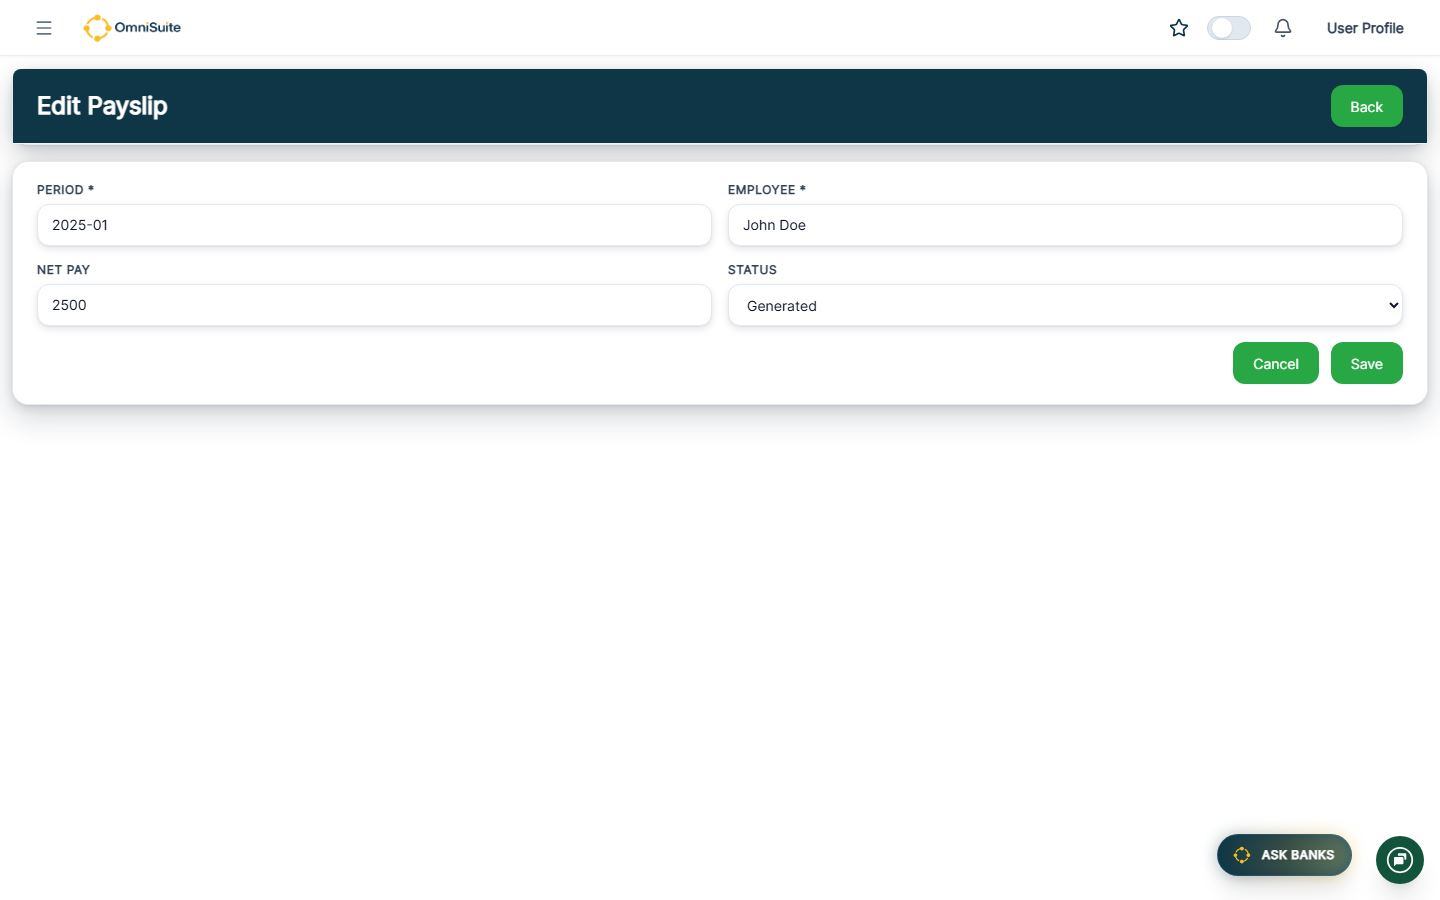 OmniSuite
User Profile
Edit Payslip
Back
PERIOD *
EMPLOYEE *
2025-01
John Doe
NET PAY
STATUS
2500
Generated
Cancel
Save
ASK BANKS